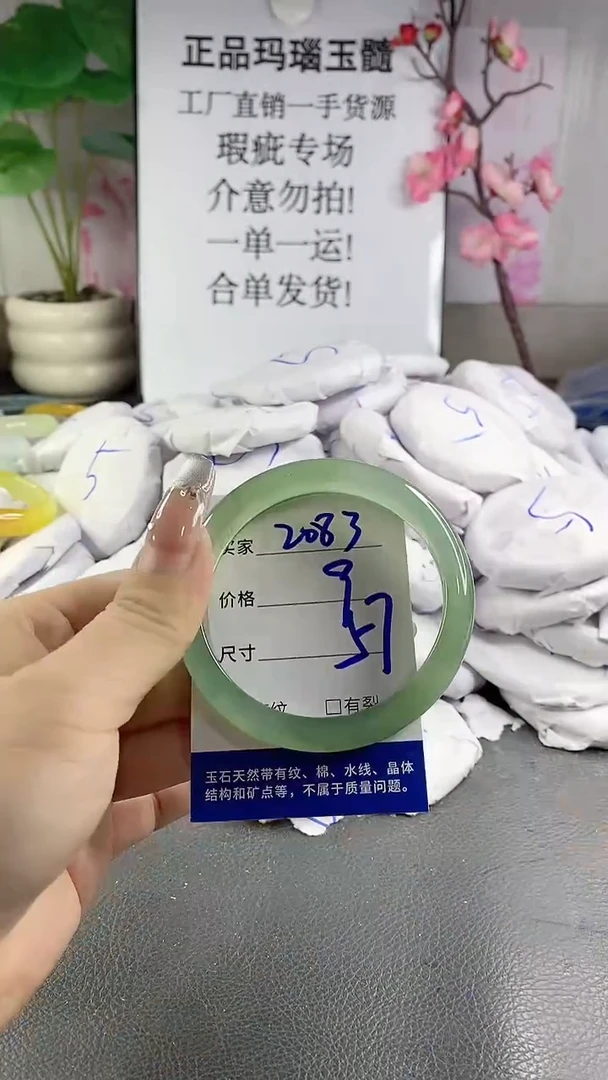 正品玛瑙玉髓
工厂直销一手货源
瑕疵专场
介意勿拍!
一单一运!
合单发货!
5
买家 2083
价格 9
尺寸 57
纹 □有裂
玉石天然带有纹、棉、水线、晶体
结构和矿点等，不属于质量问题。